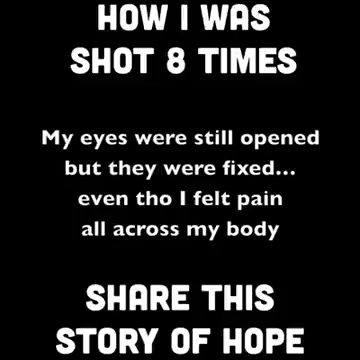 HOW I WAS
SHOT 8 TIMES
My eyes were still opened
but they were fixed...
even tho I felt pain
all across my body
SHARE THIS
STORY OF HOPE